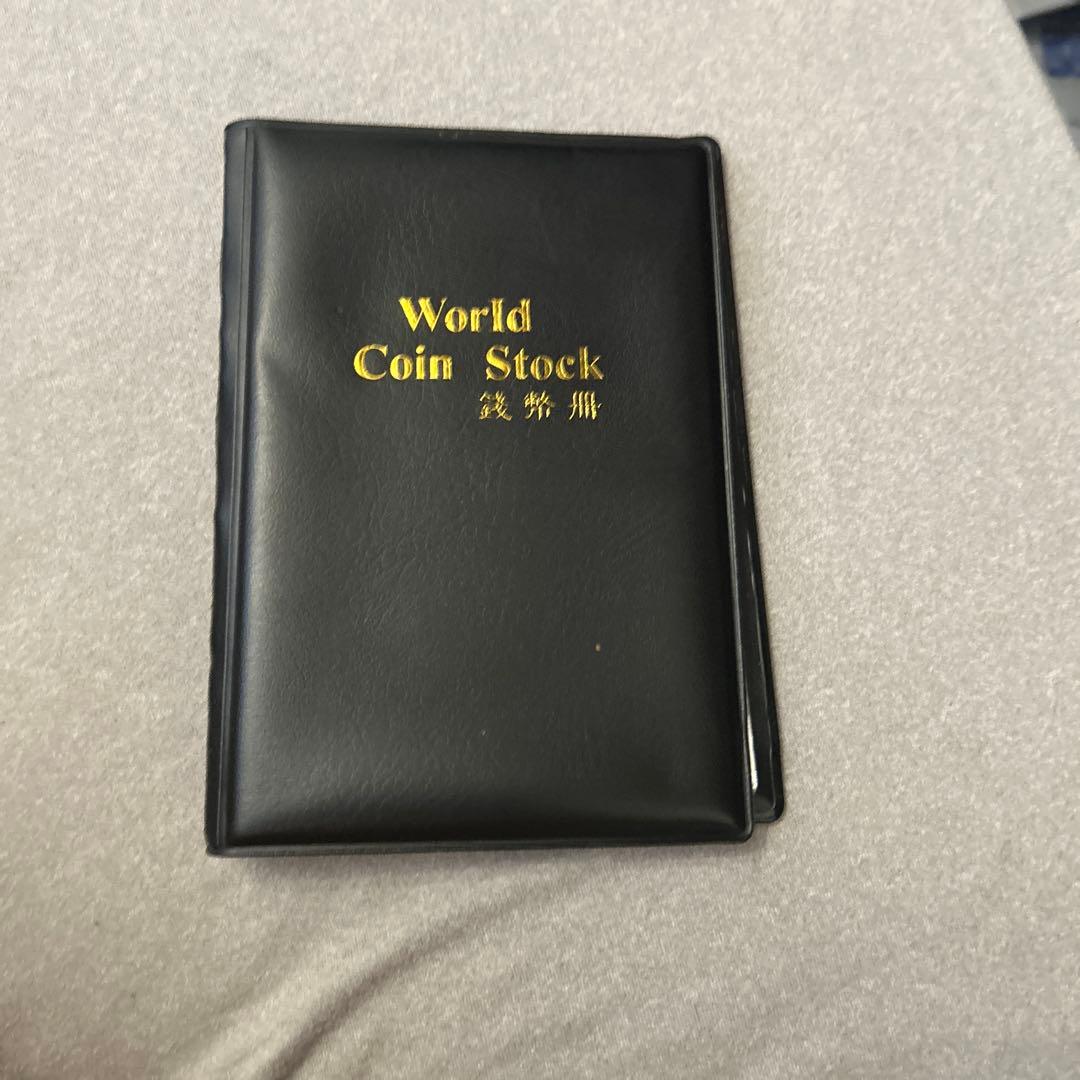 World
Coin Stock
錢幣冊